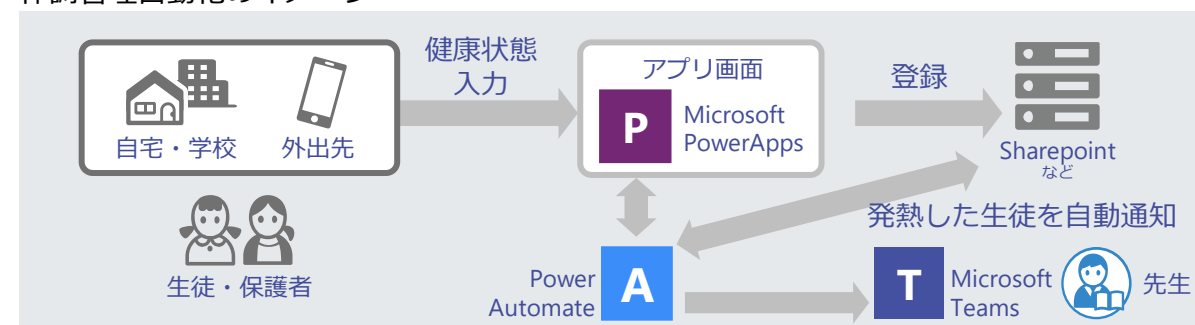 健康状態
入力
アプリ画面
P
Microsoft
PowerApps
登録
自宅・学校
外出先
Sharepoint
など
発熱した生徒を自動通知
生徒・保護者
Power
Automate
A
T
Microsoft
Teams
先生